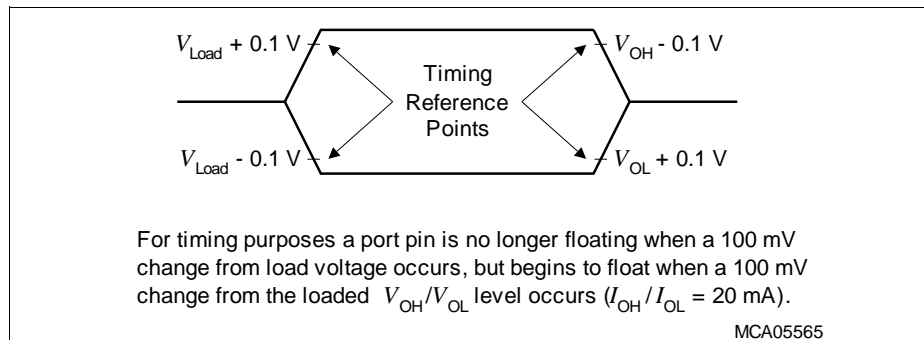 V_Load + 0.1 V
V_OH - 0.1 V
Timing
Reference
Points
V_Load - 0.1 V
V_OL + 0.1 V
For timing purposes a port pin is no longer floating when a 100 mV
change from load voltage occurs, but begins to float when a 100 mV
change from the loaded V_OH/V_OL level occurs (I_OH/I_OL = 20 mA).
MCA05565